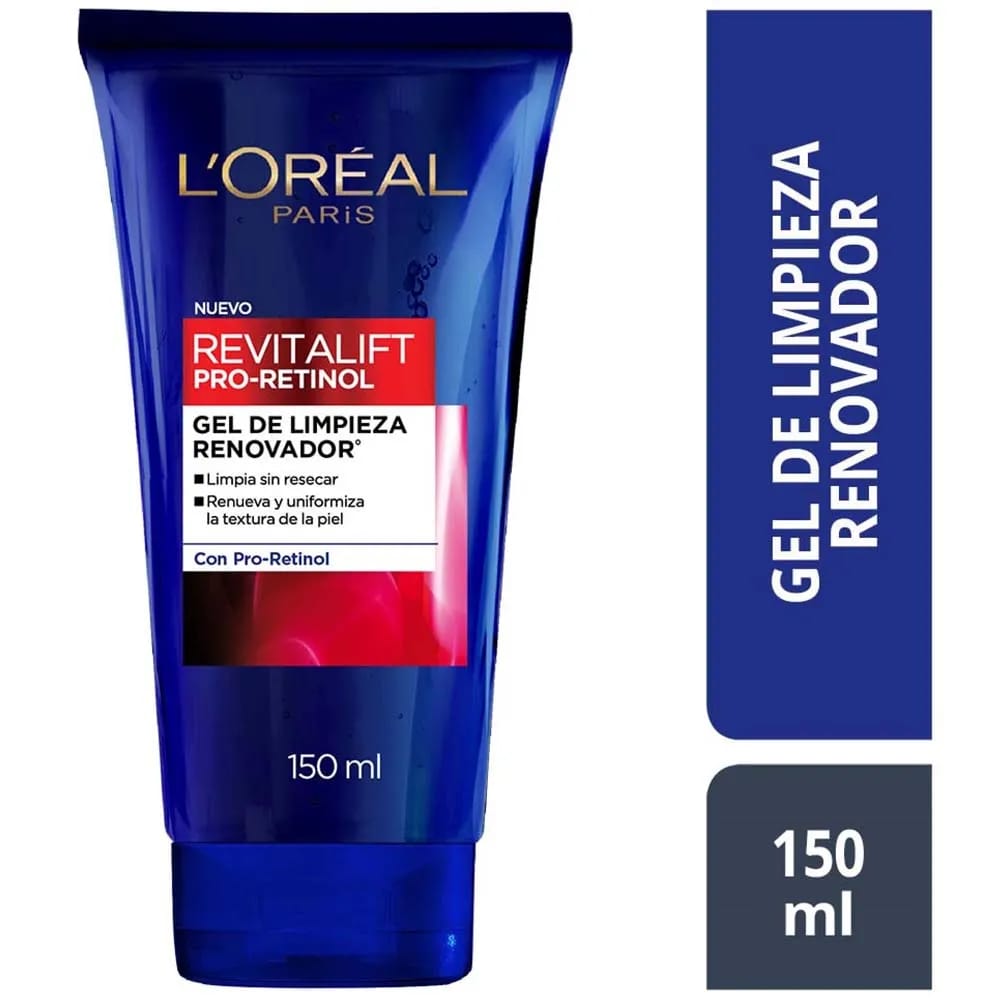 L'ORÉAL
PARiS
NUEVO
REVITALIFT
PRO-RETINOL
GEL DE LIMPIEZA
RENOVADOR°
■ Limpia sin resecar
■ Renueva y uniformiza
la textura de la piel
Con Pro-Retinol
150 ml
GEL DE LIMPIEZA
RENOVADOR
150
ml